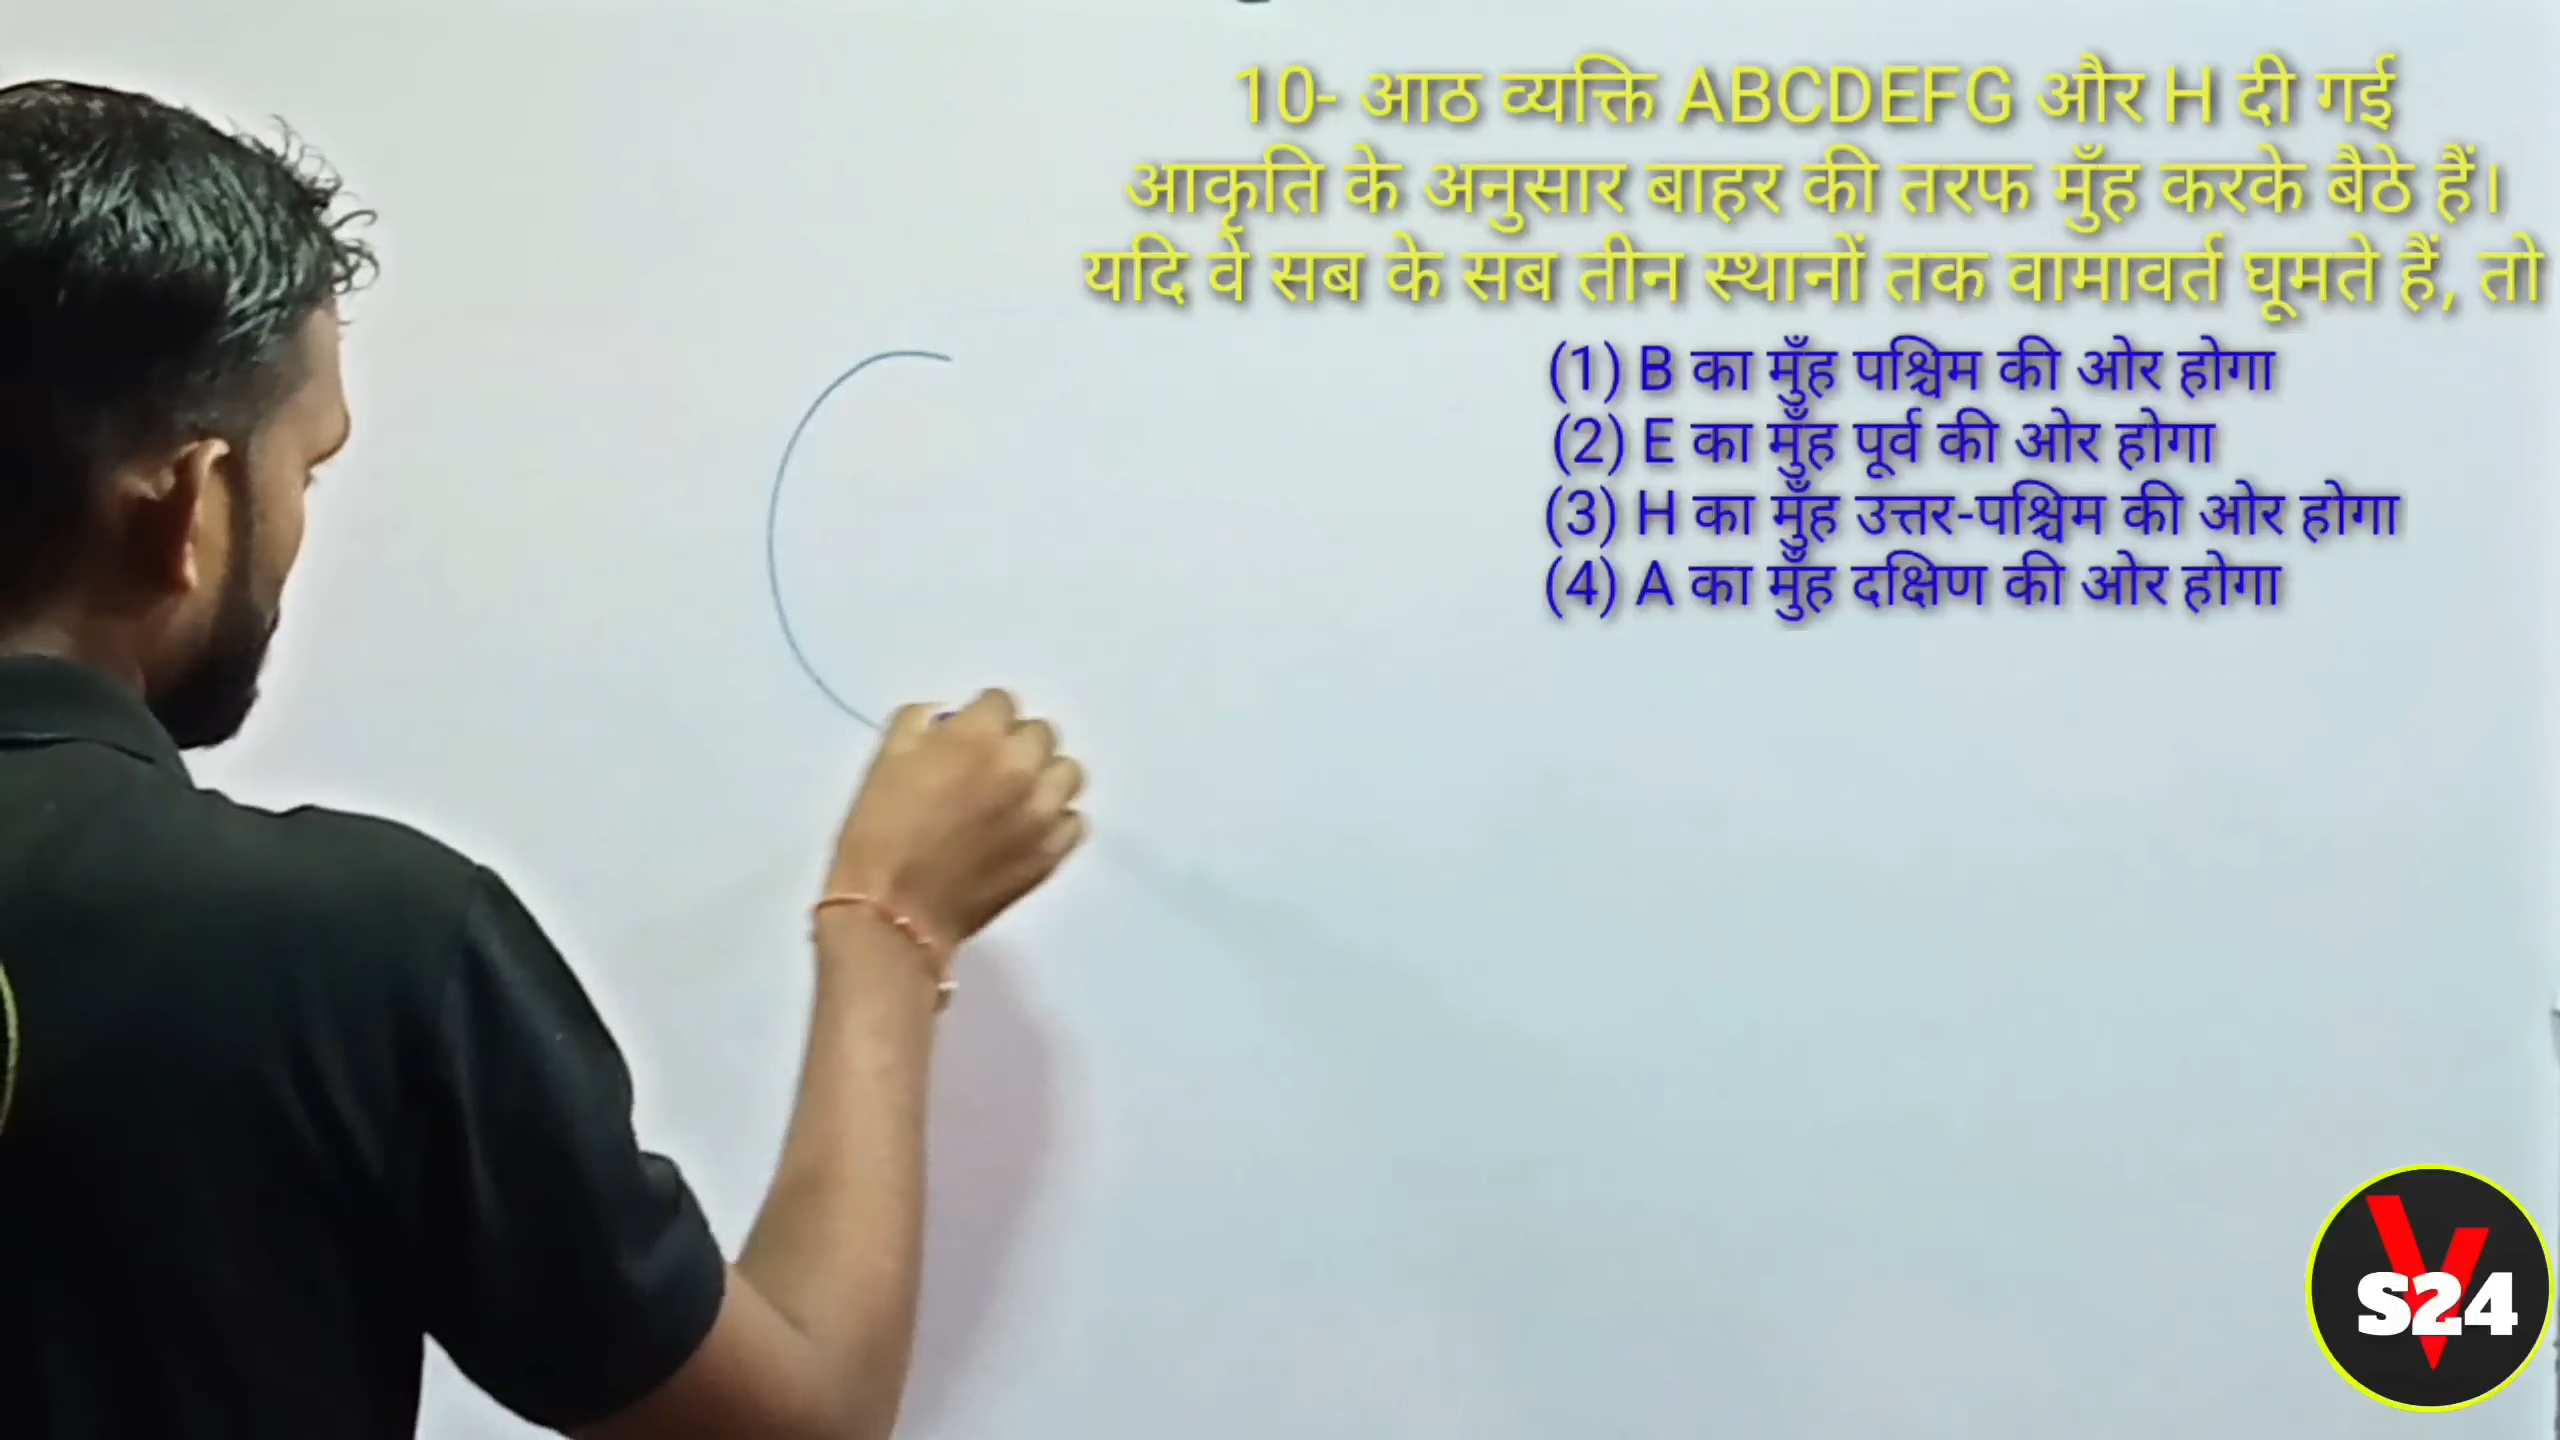 10- आठ व्यक्ति ABCDEFG और H दी गई
आकृति के अनुसार बाहर की तरफ मुँह करके बैठे हैं।
यदि वे सब के सब तीन स्थानों तक वामावर्त घूमते हैं, तो
(1) B का मुँह पश्चिम की ओर होगा
(2) E का मुँह पूर्व की ओर होगा
(3) H का मुँह उत्तर-पश्चिम की ओर होगा
(4) A का मुँह दक्षिण की ओर होगा
V
S24